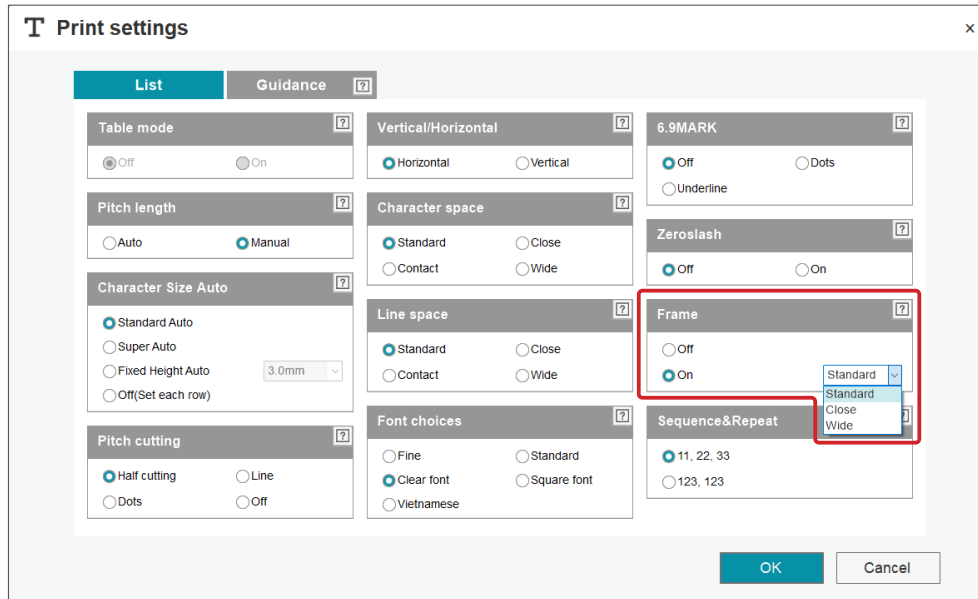 T Print settings
×
List
Guidance ?
Table mode ?
Off On
Pitch length ?
Auto Manual
Character Size Auto ?
Standard Auto
Super Auto
Fixed Height Auto 3.0mm
Off(Set each row)
Pitch cutting ?
Half cutting Line
Dots Off
Vertical/Horizontal ?
Horizontal Vertical
Character space ?
Standard Close
Contact Wide
Line space ?
Standard Close
Contact Wide
Font choices ?
Fine Standard
Clear font Square font
Vietnamese
6.9MARK ?
Off Dots
Underline
Zeroslash ?
Off On
Frame ?
Off
On Standard
Standard
Close
Wide
Sequence&Repeat ?
11, 22, 33
123, 123
OK Cancel